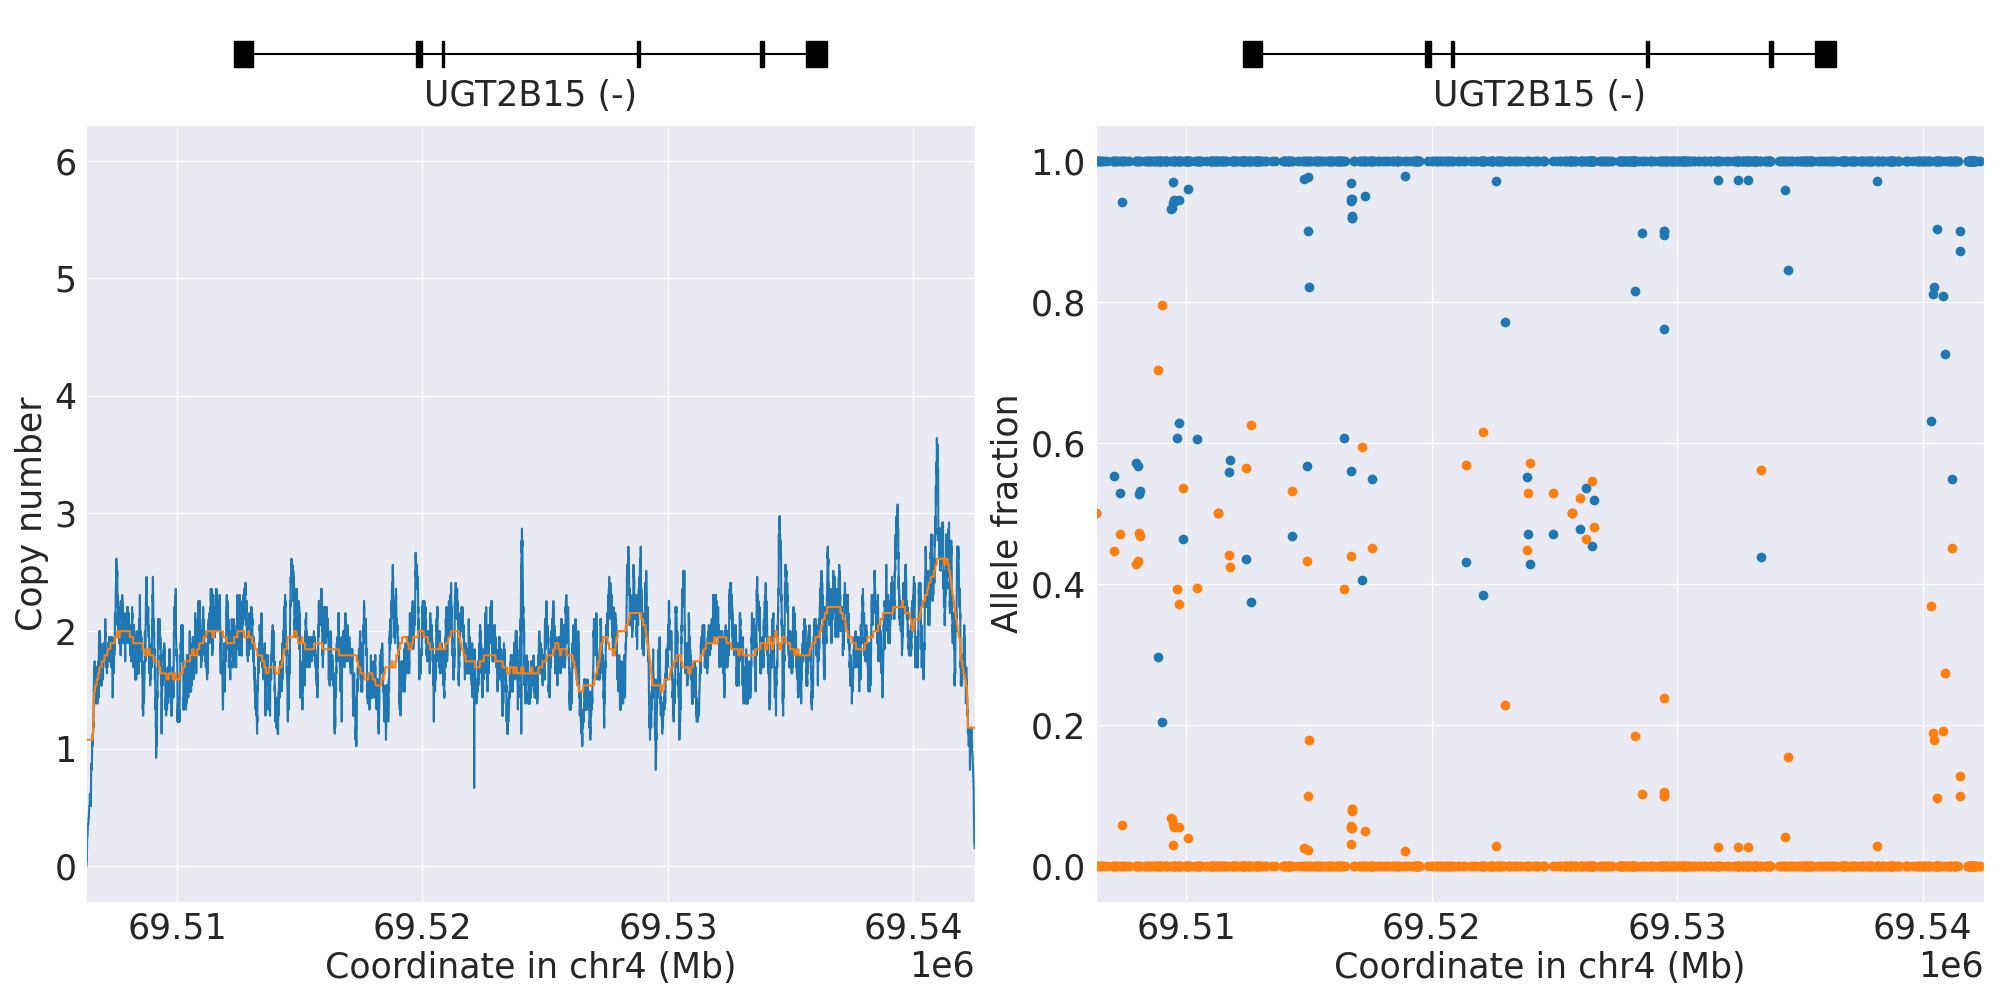 UGT2B15 (-)
Copy number
6
5
4
3
2
1
0
69.51 69.52 69.53 69.54
Coordinate in chr4 (Mb)
1e6
UGT2B15 (-)
Allele fraction
1.0
0.8
0.6
0.4
0.2
0.0
69.51 69.52 69.53 69.54
Coordinate in chr4 (Mb)
1e6